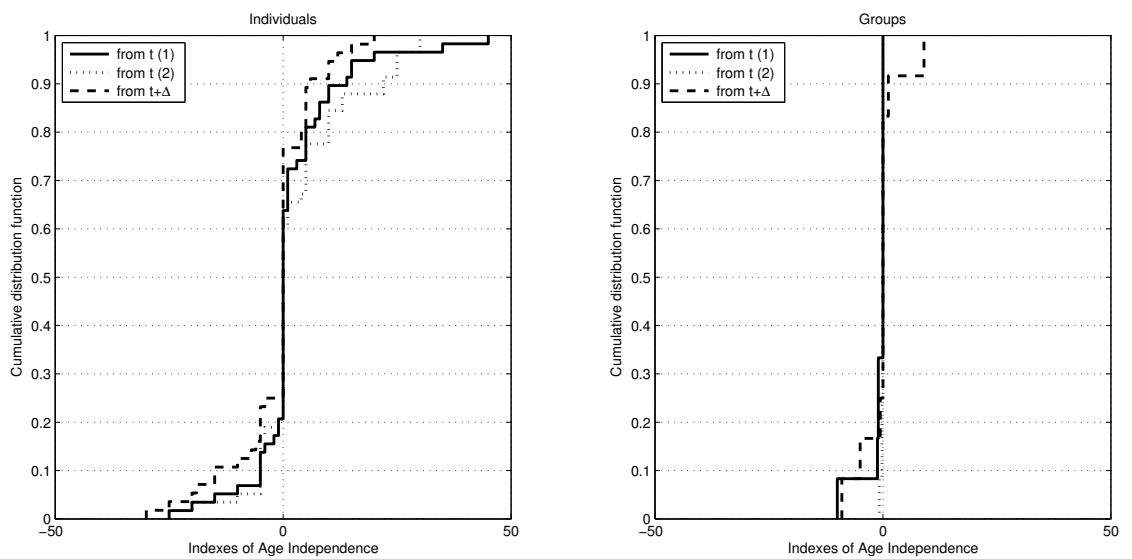 Individuals
1
0.9
0.8
0.7
0.6
0.5
0.4
0.3
0.2
0.1
0
Cumulative distribution function
from t (1)
from t (2)
from t+Δ
−50
0
50
Indexes of Age Independence
Groups
1
0.9
0.8
0.7
0.6
0.5
0.4
0.3
0.2
0.1
0
Cumulative distribution function
from t (1)
from t (2)
from t+Δ
−50
0
50
Indexes of Age Independence